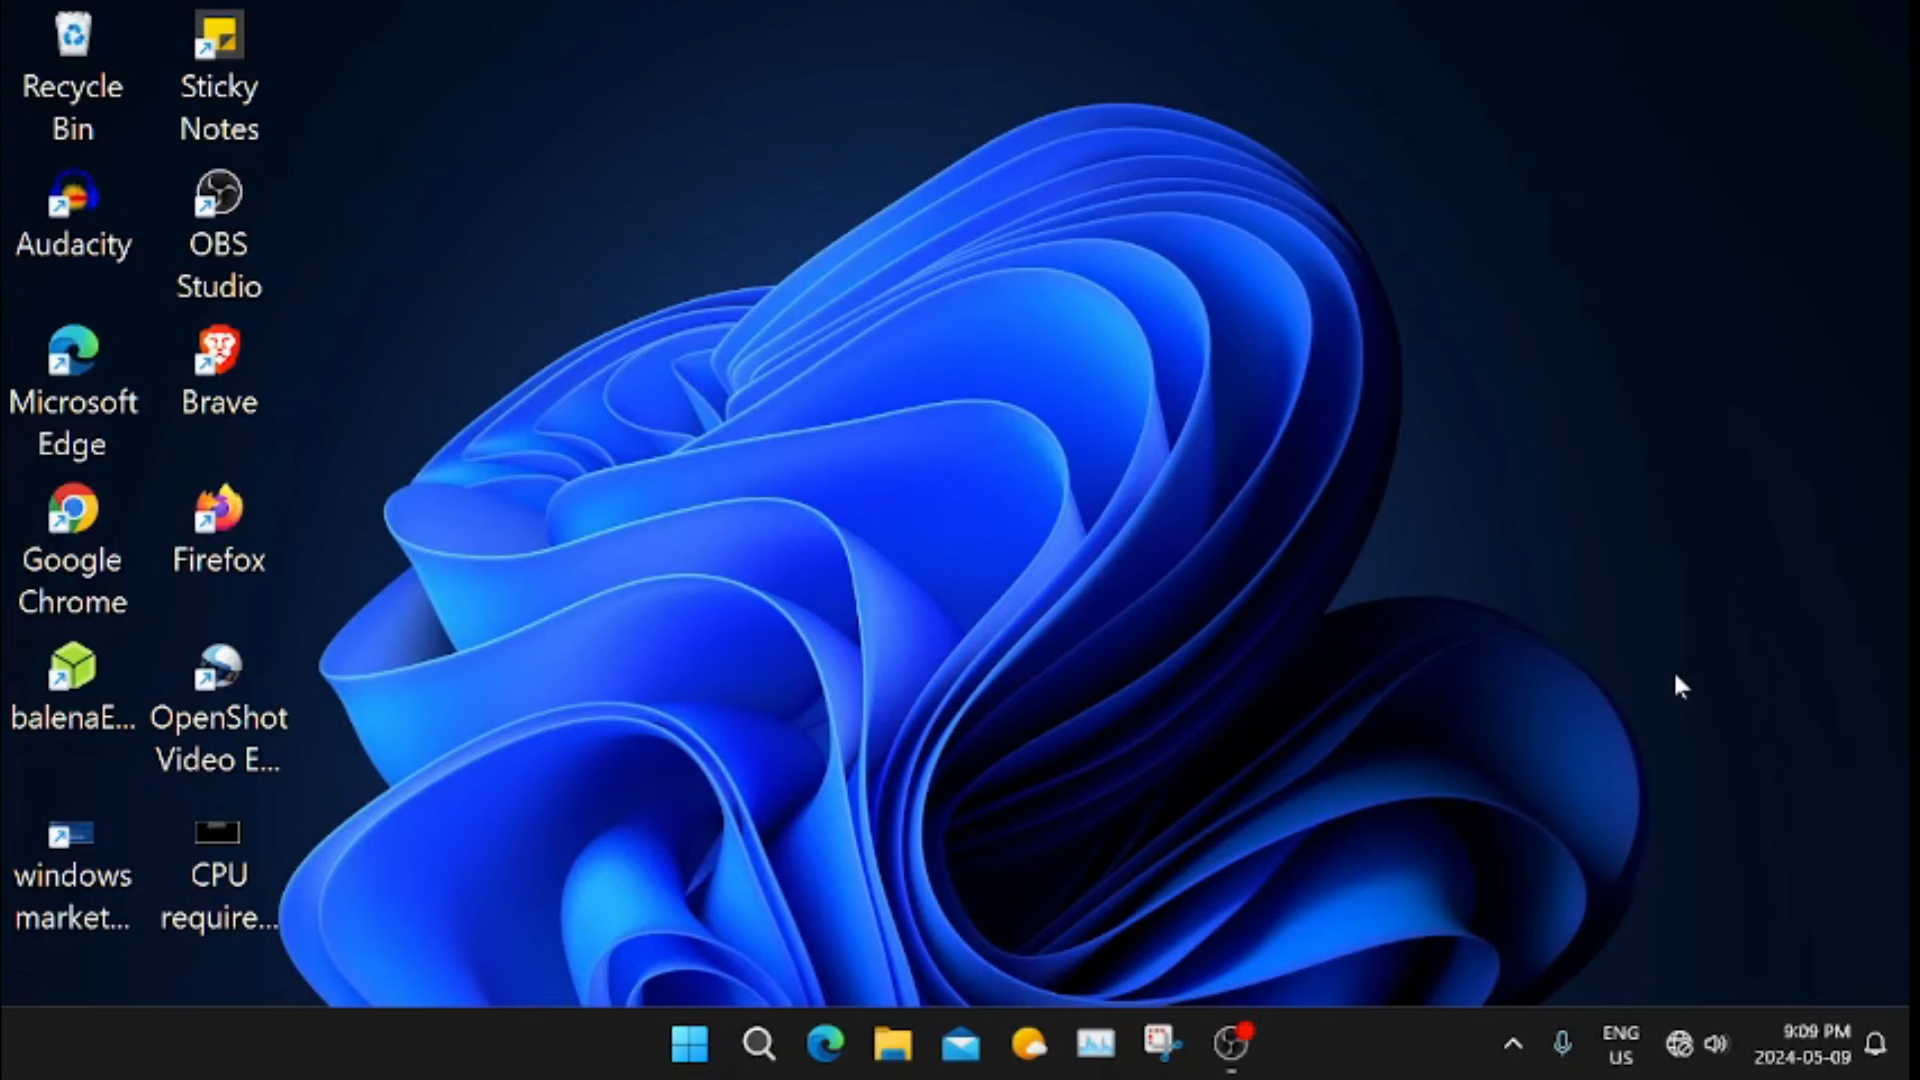 Recycle
Bin
Sticky
Notes
Audacity
OBS
Studio
Microsoft
Edge
Brave
Google
Chrome
Firefox
balenaE...
OpenShot
Video E...
windows
market...
CPU
require...
ENG
US
9:09 PM
2024-05-09